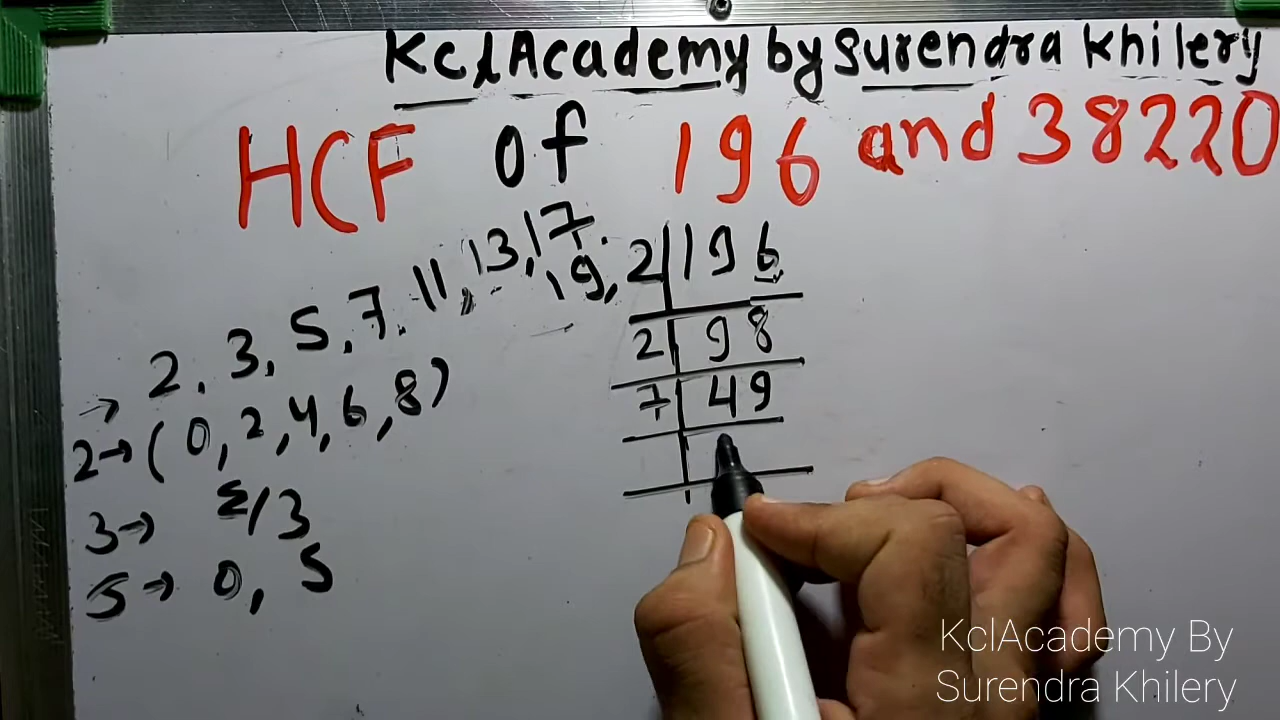 KclAcademy by Surendra Khilery
HCF of 196 and 38220
→ 2, 3, 5, 7, 11, 13, 17.
19,
2→ (0, 2, 4, 6, 8)
3→ Σ/3
5→ 0, 5
2 196
2 98
7 49
KclAcademy By
Surendra Khilery